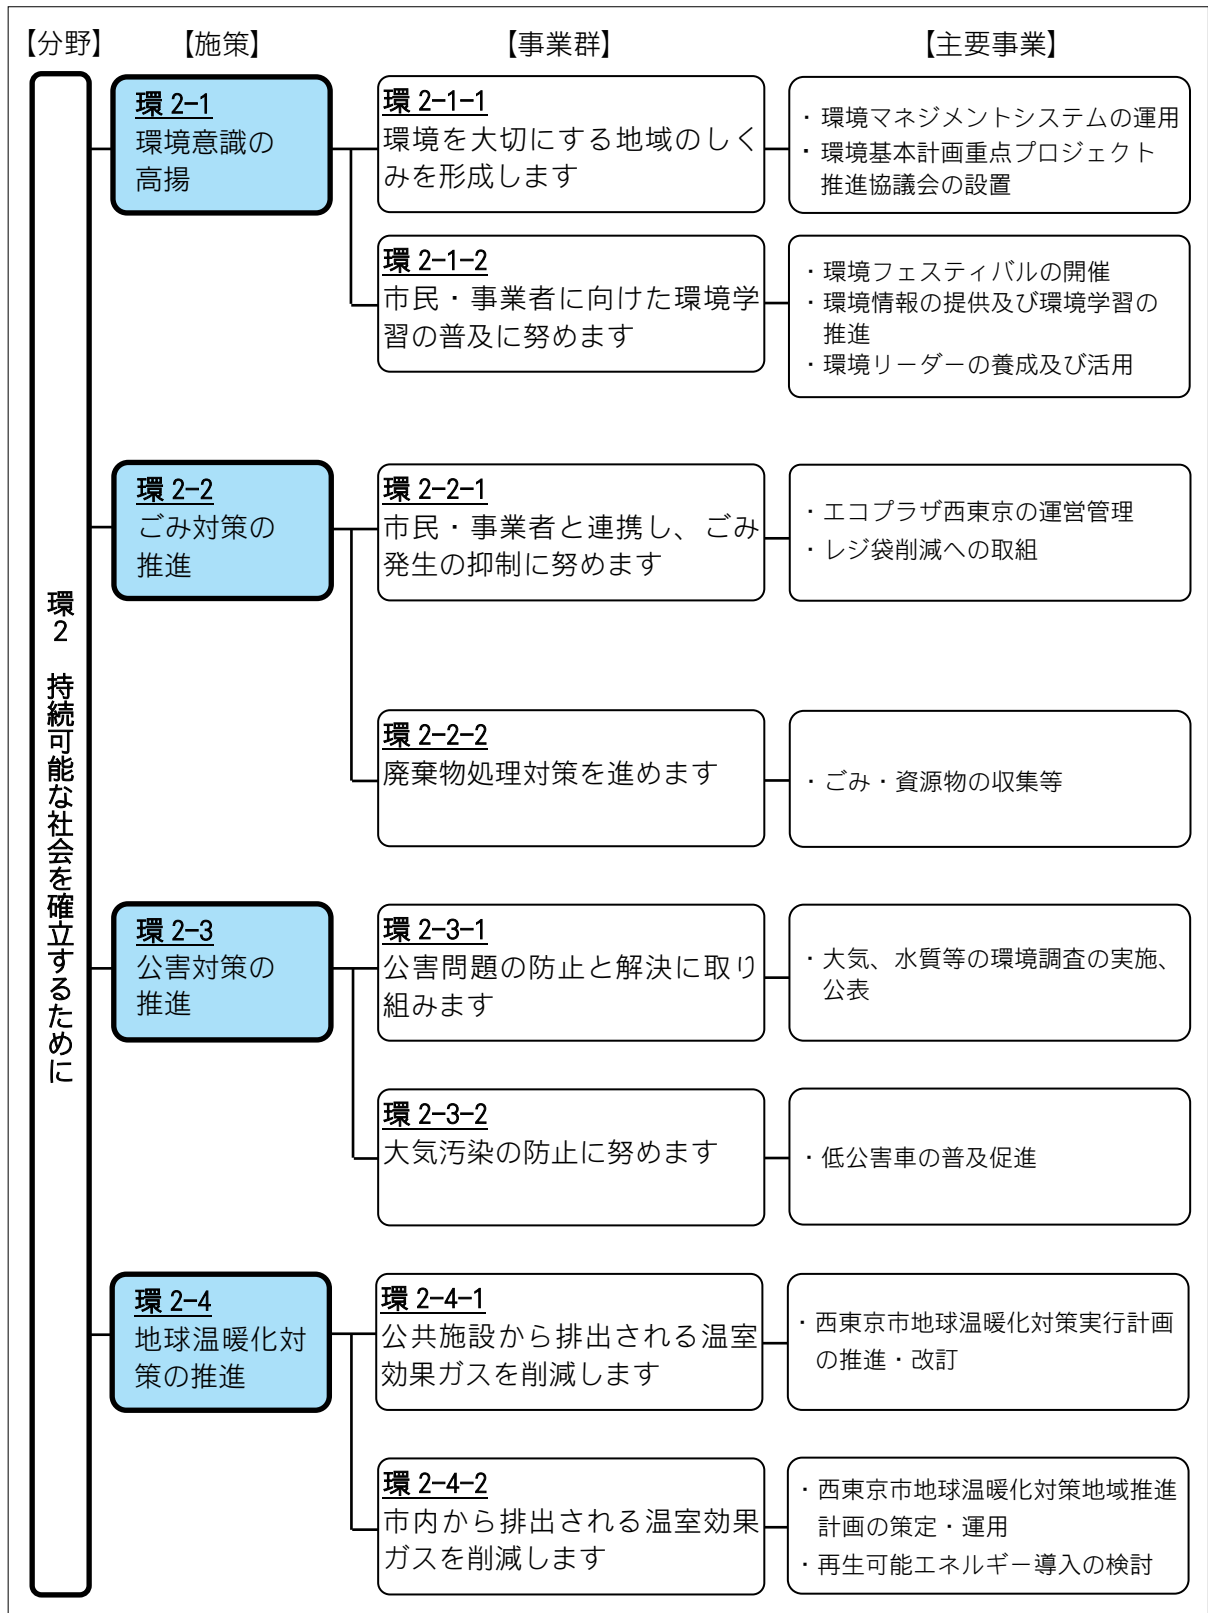 【分野】 【施策】 【事業群】 【主要事業】
環2 持続可能な社会を確立するために
環 2-1
環境意識の
高揚
環 2-1-1
環境を大切にする地域のしく
みを形成します
・環境マネジメントシステムの運用
・環境基本計画重点プロジェクト
推進協議会の設置
環 2-1-2
市民・事業者に向けた環境学
習の普及に努めます
・環境フェスティバルの開催
・環境情報の提供及び環境学習の
推進
・環境リーダーの養成及び活用
環 2-2
ごみ対策の
推進
環 2-2-1
市民・事業者と連携し、ごみ
発生の抑制に努めます
・エコプラザ西東京の運営管理
・レジ袋削減への取組
環 2-2-2
廃棄物処理対策を進めます
・ごみ・資源物の収集等
環 2-3
公害対策の
推進
環 2-3-1
公害問題の防止と解決に取り
組みます
・大気、水質等の環境調査の実施、
公表
環 2-3-2
大気汚染の防止に努めます
・低公害車の普及促進
環 2-4
地球温暖化対
策の推進
環 2-4-1
公共施設から排出される温室
効果ガスを削減します
・西東京市地球温暖化対策実行計画
の推進・改訂
環 2-4-2
市内から排出される温室効果
ガスを削減します
・西東京市地球温暖化対策地域推進
計画の策定・運用
・再生可能エネルギー導入の検討